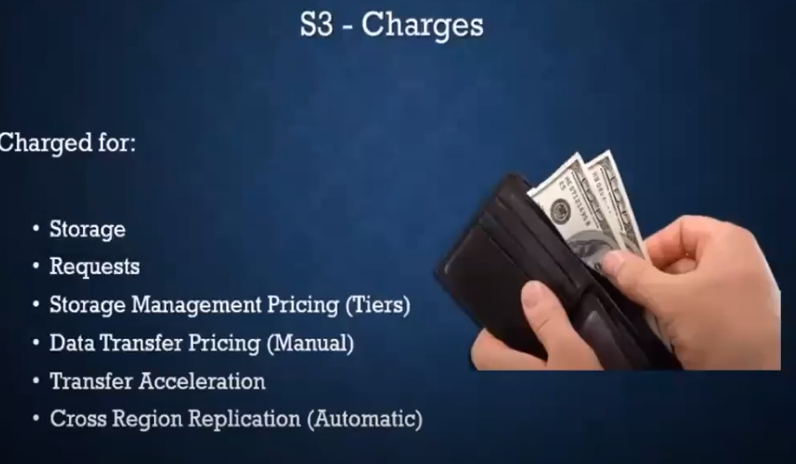 S3 - Charges
Charged for:
• Storage
• Requests
• Storage Management Pricing (Tiers)
• Data Transfer Pricing (Manual)
• Transfer Acceleration
• Cross Region Replication (Automatic)